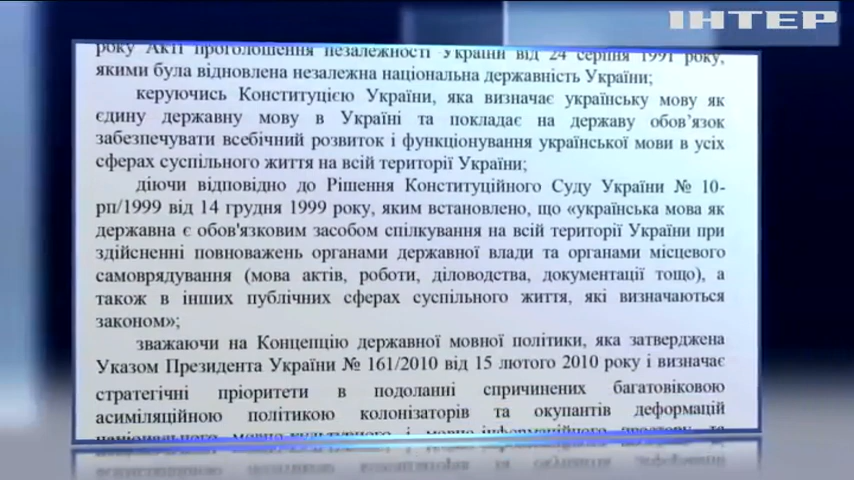 ІНТЕР
року Акті проголошення незалежності України від 24 серпня 1991 року,
якими була відновлена незалежна національна державність України;
керуючись Конституцією України, яка визначає українську мову як
єдину державну мову в Україні та покладає на державу обов’язок
забезпечувати всебічний розвиток і функціонування української мови в усіх
сферах суспільного життя на всій території України;
діючи відповідно до Рішення Конституційного Суду України № 10-
рп/1999 від 14 грудня 1999 року, яким встановлено, що «українська мова як
державна є обов'язковим засобом спілкування на всій території України при
здійсненні повноважень органами державної влади та органами місцевого
самоврядування (мова актів, роботи, діловодства, документації тощо), а
також в інших публічних сферах суспільного життя, які визначаються
законом»;
зважаючи на Концепцію державної мовної політики, яка затверджена
Указом Президента України № 161/2010 від 15 лютого 2010 року і визначає
стратегічні пріоритети в подоланні спричинених багатовіковою
асиміляційною політикою колонізаторів та окупантів деформацій
національного мовно-культурного і мовно-інформаційного простору та